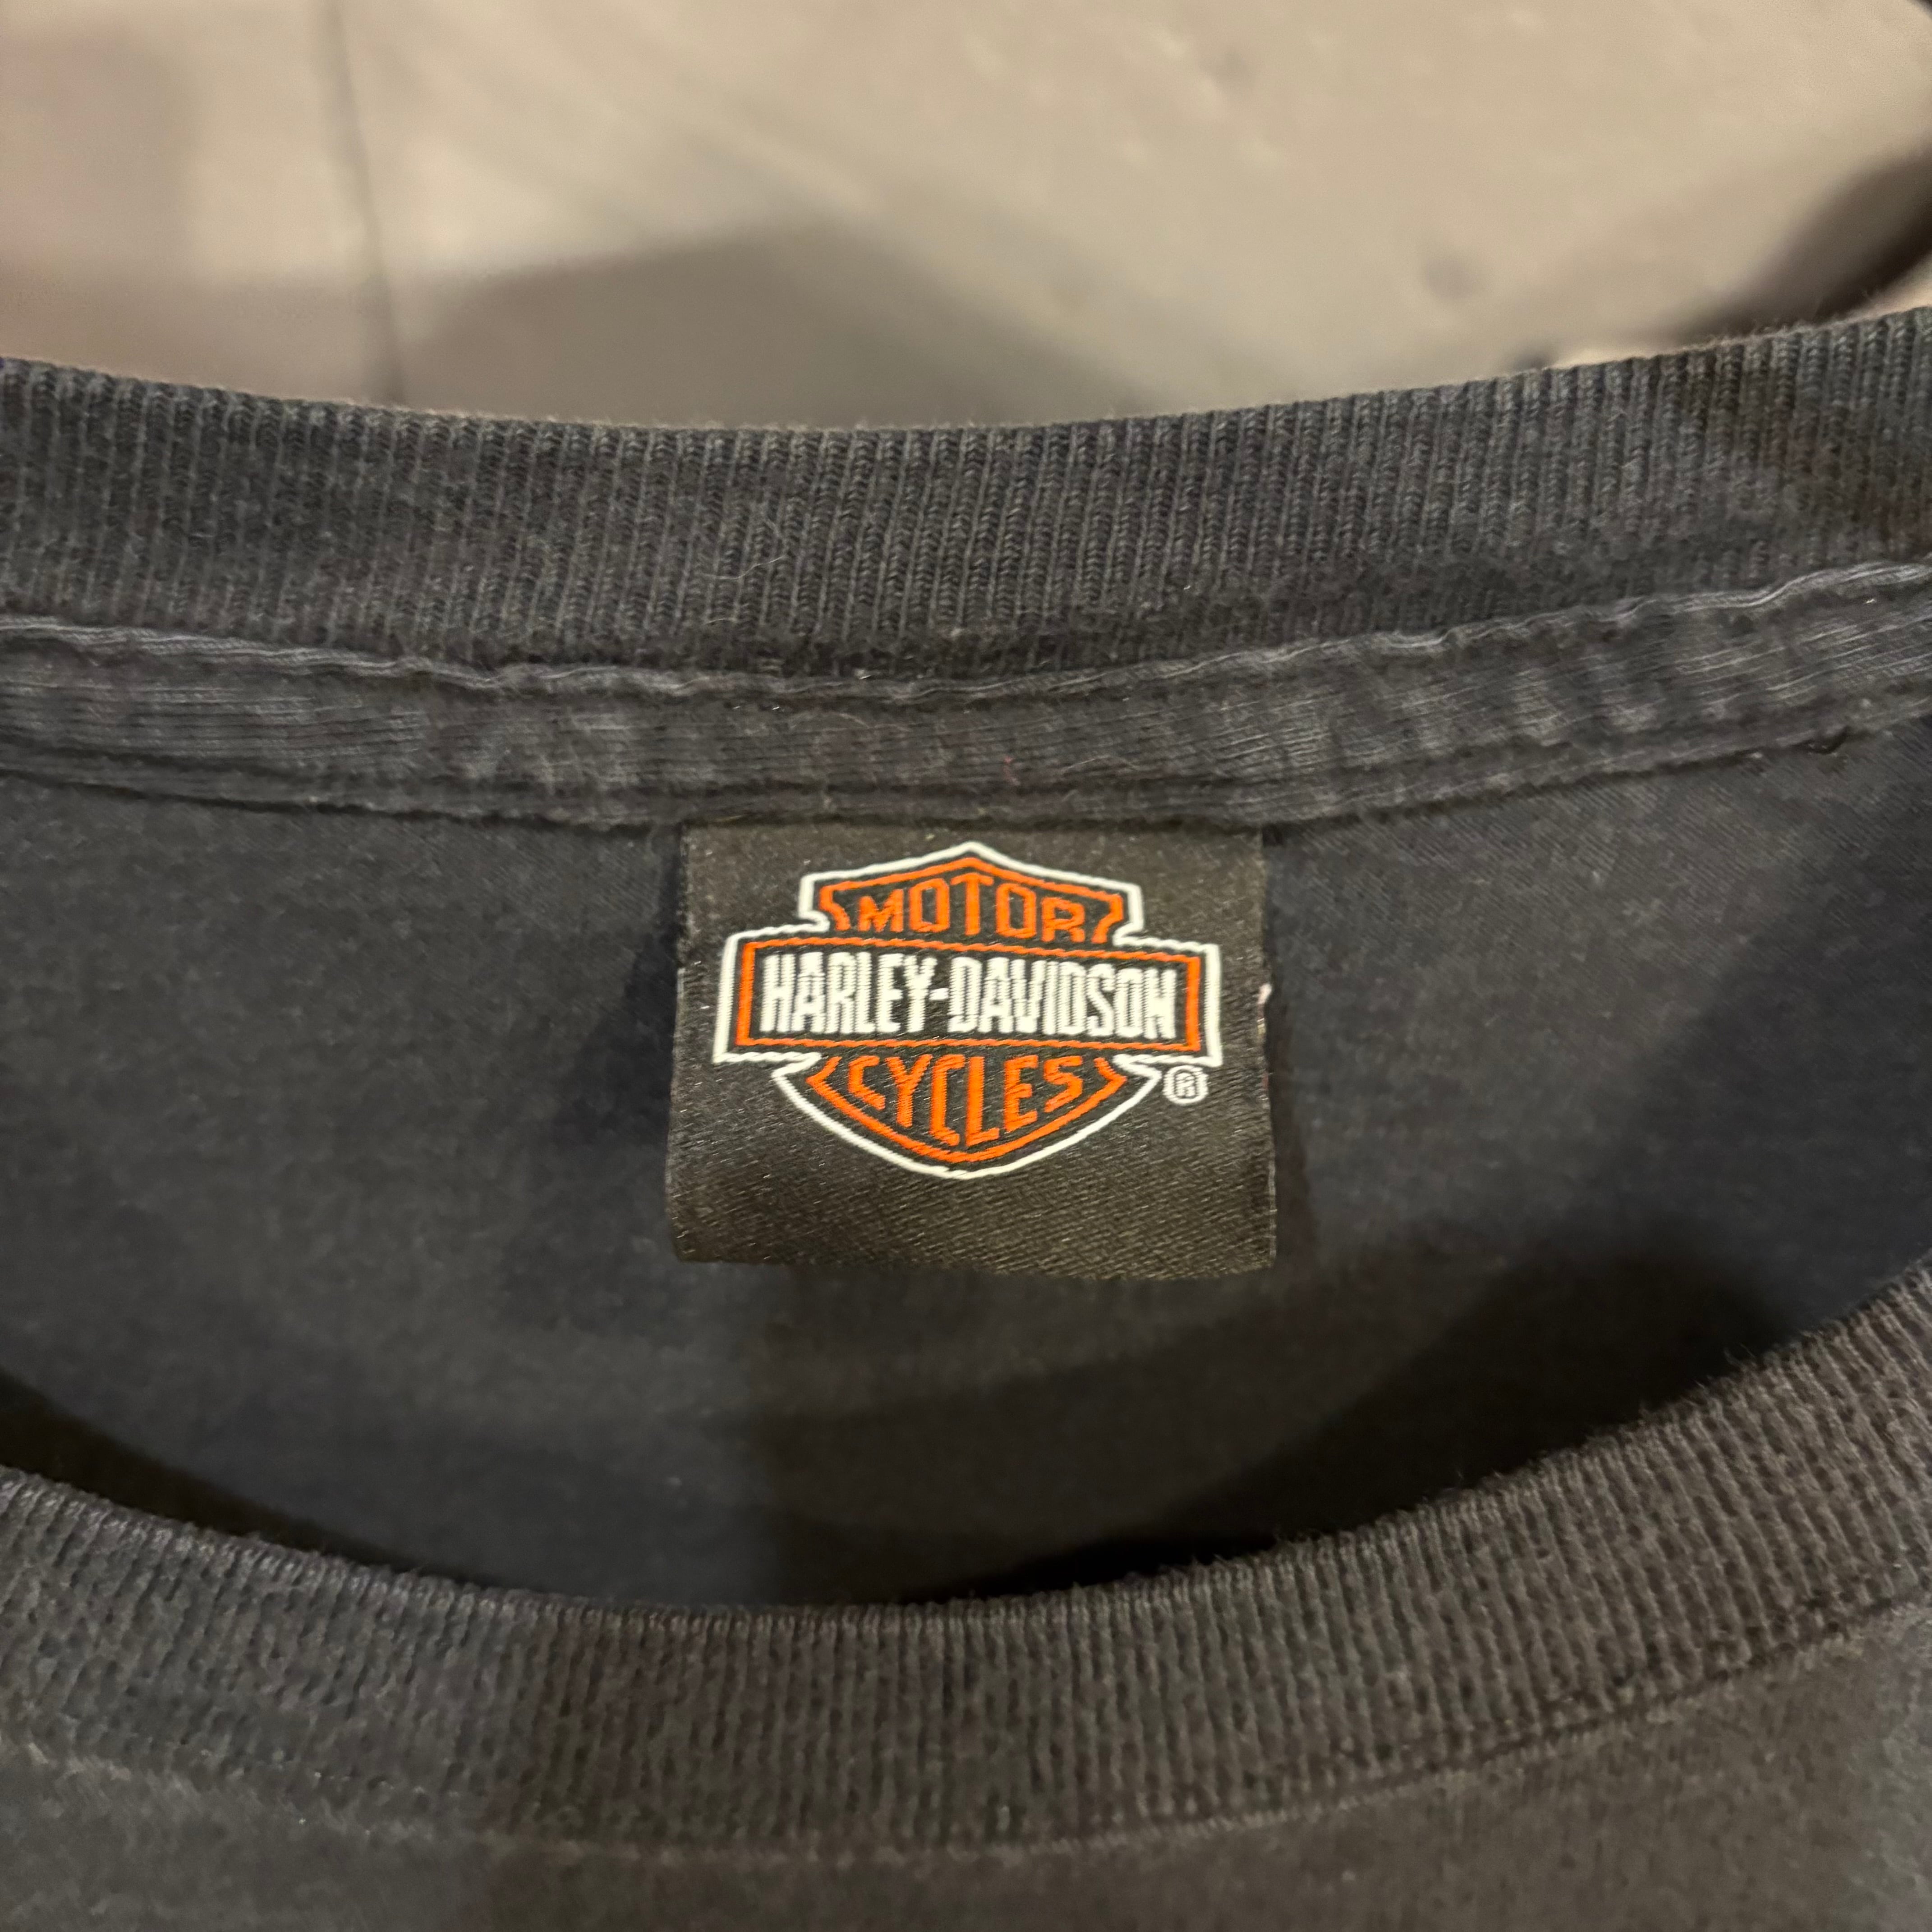 MOTOR
HARLEY-DAVIDSON
CYCLES
®